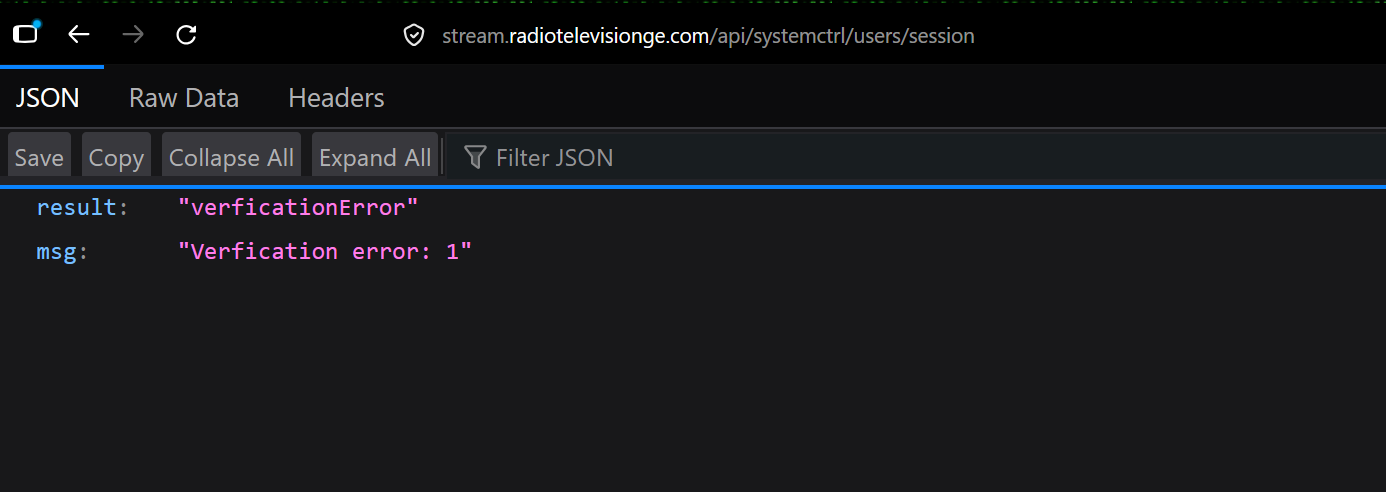 stream.radiotelevisionge.com/api/systemctrl/users/session
JSON Raw Data Headers
Save Copy Collapse All Expand All Filter JSON
result: "verficationError"
msg: "Verfication error: 1"